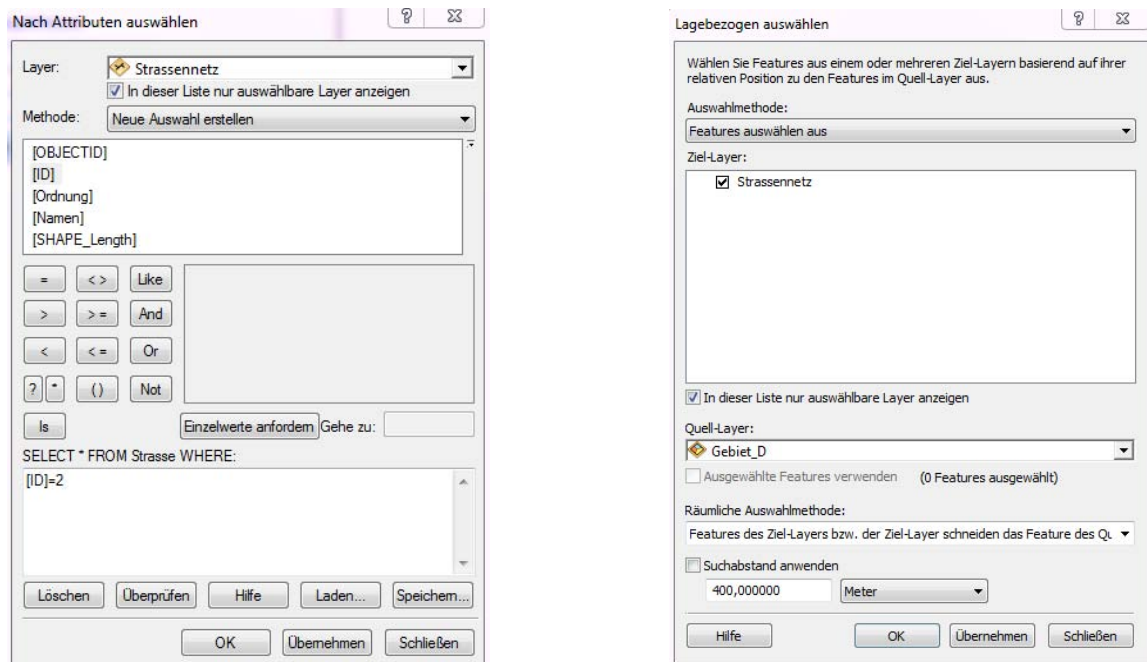 Nach Attributen auswählen
Layer: Strassennetz
In dieser Liste nur auswählbare Layer anzeigen
Methode: Neue Auswahl erstellen
[OBJECTID]
[ID]
[Ordnung]
[Namen]
[SHAPE_Length]
= < > Like
> > = And
< < = Or
? * () Not
Is Einzelwerte anfordern Gehe zu:
SELECT * FROM Strasse WHERE:
[ID]=2
Löschen Überprüfen Hilfe Laden... Speichern...
OK Übernehmen Schließen
Lagebezogen auswählen
Wählen Sie Features aus einem oder mehreren Ziel-Layern basierend auf ihrer
relativen Position zu den Features im Quell-Layer aus.
Auswahlmethode:
Features auswählen aus
Ziel-Layer:
Strassennetz
In dieser Liste nur auswählbare Layer anzeigen
Quell-Layer:
Gebiet_D
Ausgewählte Features verwenden (0 Features ausgewählt)
Räumliche Auswahlmethode:
Features des Ziel-Layers bzw. der Ziel-Layer schneiden das Feature des Qu
Suchabstand anwenden
400,000000 Meter
Hilfe OK Übernehmen Schließen